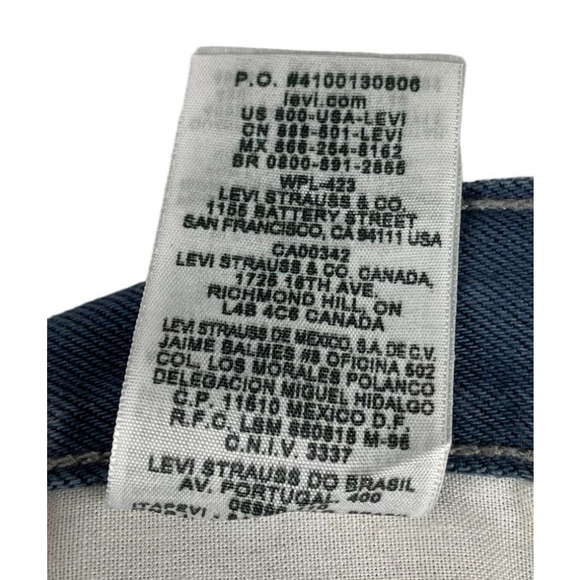 P.O. #4100130806
levi.com
US 800-USA-LEVI
CN 888-501-LEVI
MX 866-254-8162
BR 0800-891-2855
WPL-423
LEVI STRAUSS & CO.
1155 BATTERY STREET
SAN FRANCISCO, CA 94111 USA
CA00342
LEVI STRAUSS & CO. CANADA,
1725 16TH AVE.
RICHMOND HILL, ON
L4B 4C6 CANADA
LEVI STRAUSS DE MEXICO, S.A. DE C.V.
JAIME BALMES #8 OFICINA 502
COL. LOS MORALES POLANCO
DELEGACION MIGUEL HIDALGO
C.P. 11510 MEXICO D.F.
R.F.C. LSM 650818 M-95
C.N.I.V. 3337
LEVI STRAUSS DO BRASIL
AV. PORTUGAL. 400